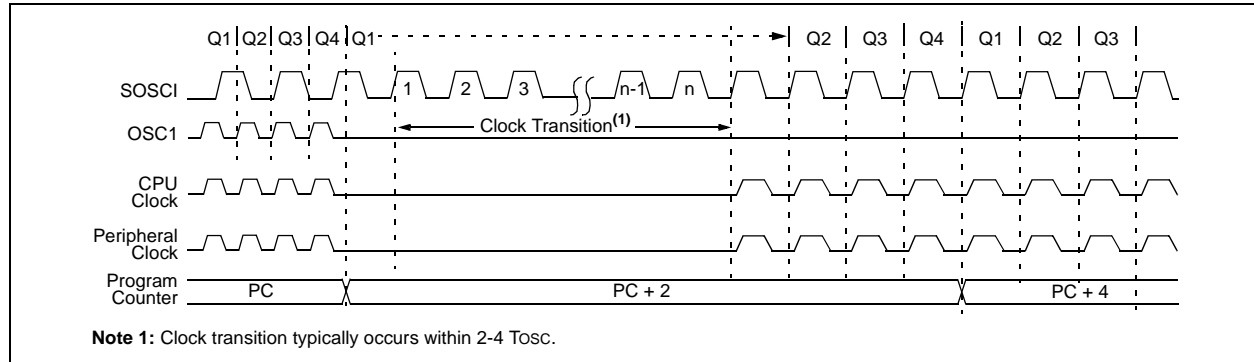 Q1 Q2 Q3 Q4 Q1 Q2 Q3 Q4 Q1 Q2 Q3
SOSCI 1 2 3 n-1 n
OSC1 Clock Transition(1)
CPU
Clock
Peripheral
Clock
Program
Counter
PC PC + 2 PC + 4
Note 1: Clock transition typically occurs within 2-4 TOSC.